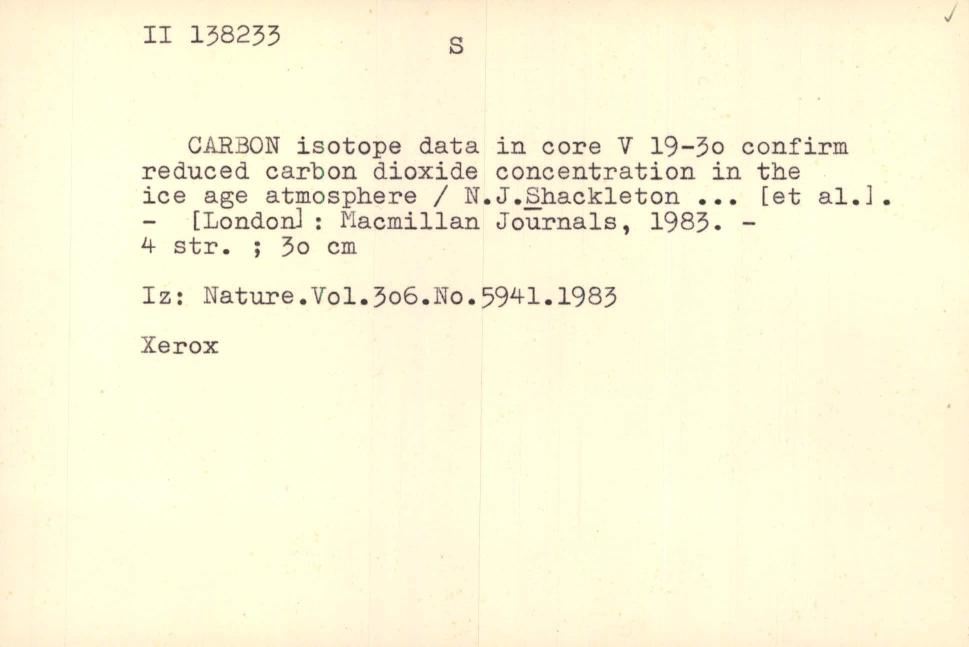 II 138233
S
CARBON isotope data in core V 19-3o confirm
reduced carbon dioxide concentration in the
ice age atmosphere / N.J.Shackleton ... [et al.].
- [London] : Macmillan Journals, 1983. -
4 str. ; 3o cm
Iz: Nature.Vol.3o6.No.5941.1983
Xerox